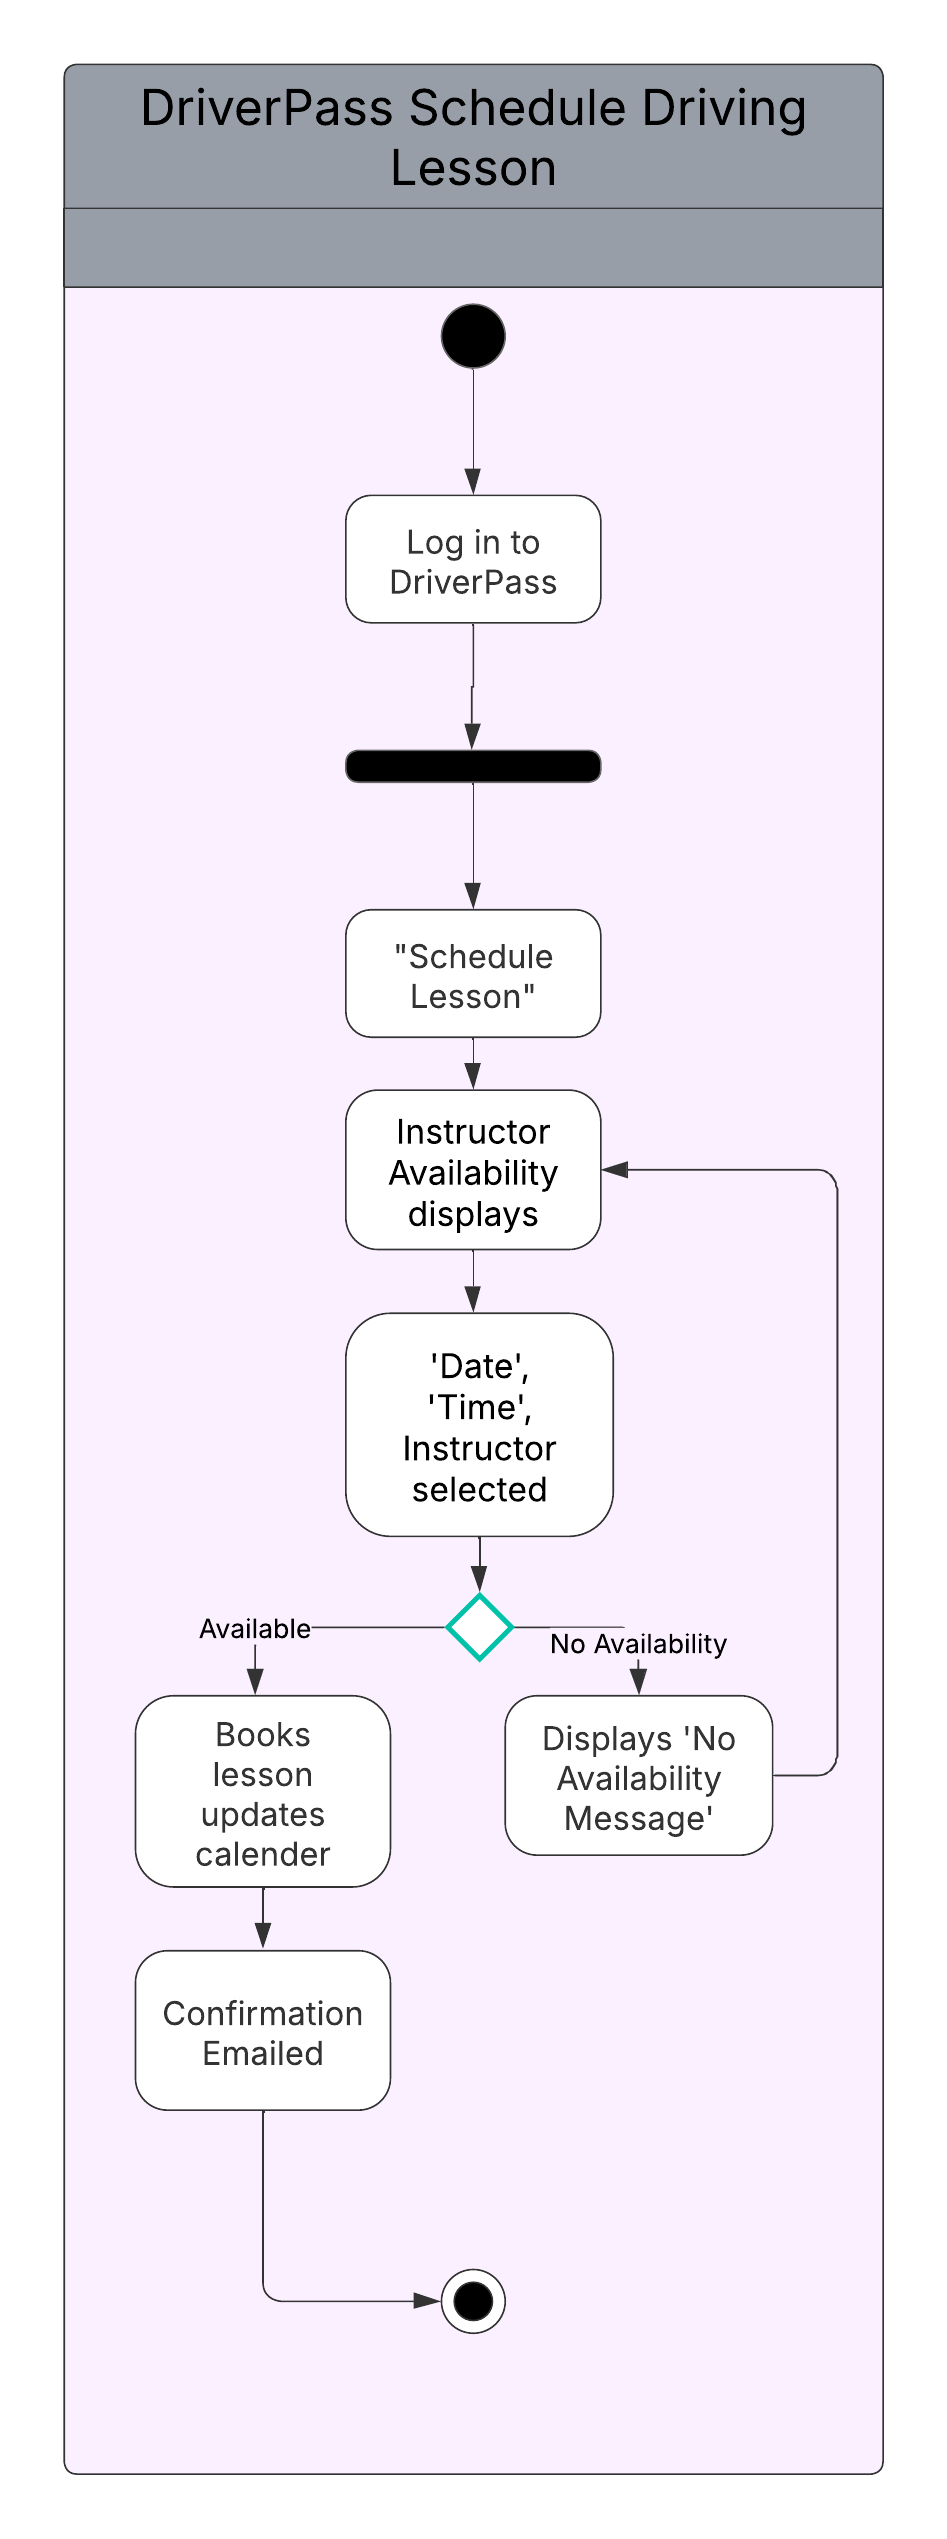 DriverPass Schedule Driving
Lesson
Log in to
DriverPass
"Schedule
Lesson"
Instructor
Availability
displays
'Date',
'Time',
Instructor
selected
Available
No Availability
Books
lesson
updates
calender
Displays 'No
Availability
Message'
Confirmation
Emailed